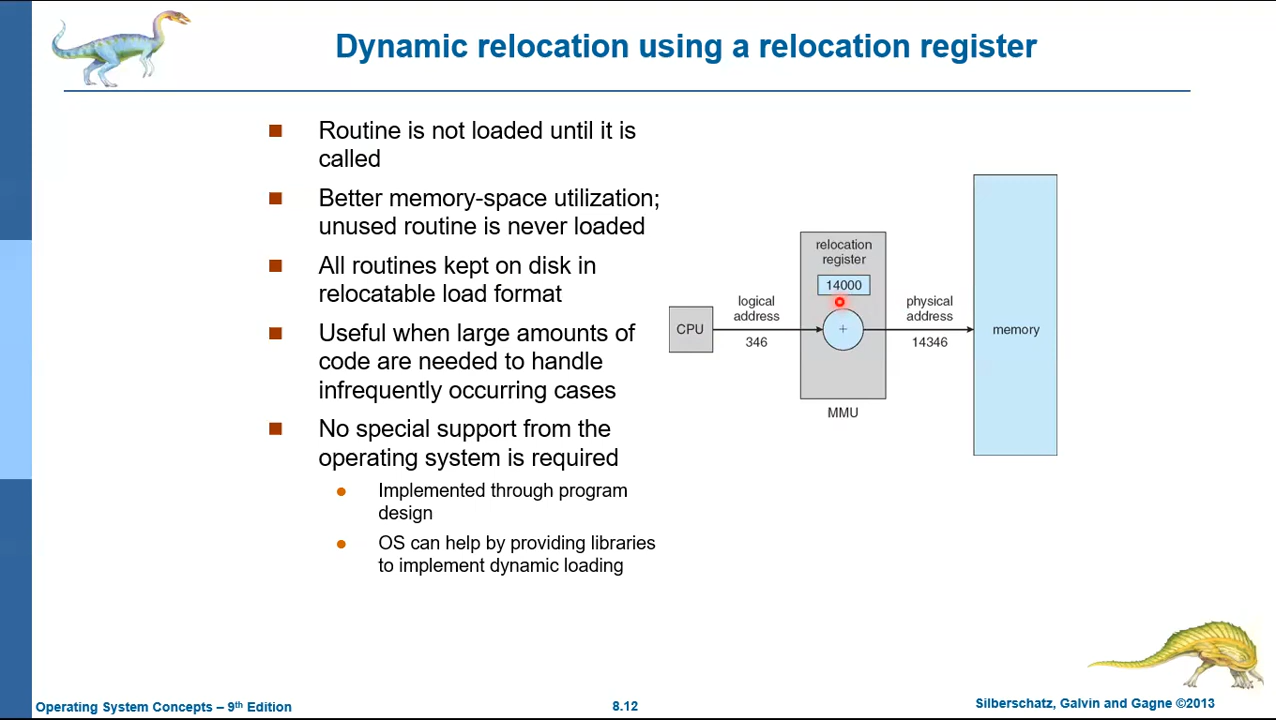 Dynamic relocation using a relocation register
Routine is not loaded until it is
called
Better memory-space utilization;
unused routine is never loaded
All routines kept on disk in
relocatable load format
Useful when large amounts of
code are needed to handle
infrequently occurring cases
No special support from the
operating system is required
Implemented through program
design
OS can help by providing libraries
to implement dynamic loading
CPU
logical
address
346
relocation
register
14000
+
MMU
physical
address
14346
memory
Operating System Concepts – 9th Edition
8.12
Silberschatz, Galvin and Gagne ©2013